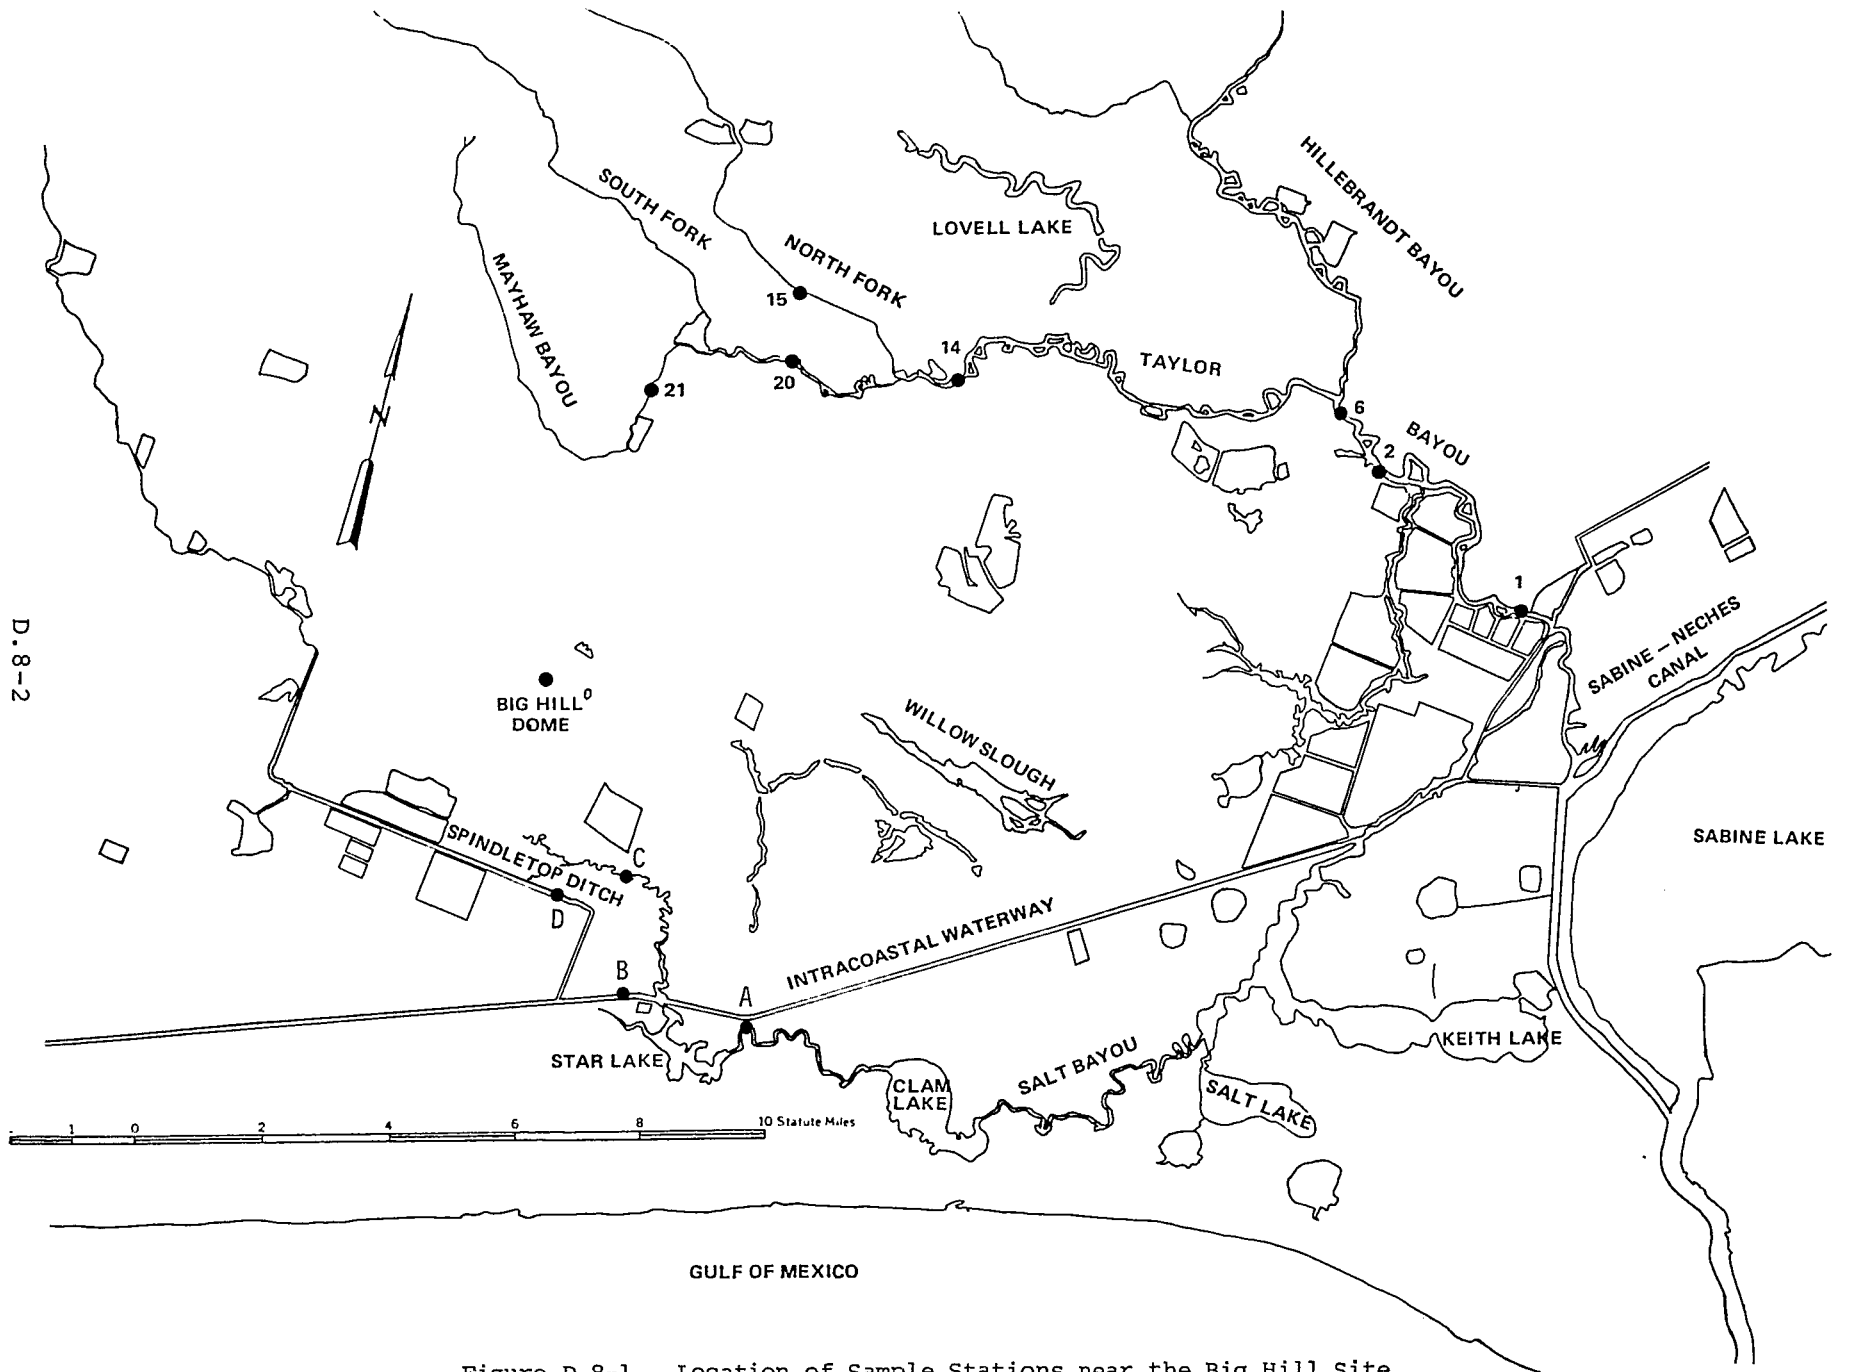 HILLEBRANDT BAYOU
SOUTH FORK
LOVELL LAKE
NORTH FORK
MAYHAW BAYOU
15
14
TAYLOR
20
21
N
6
BAYOU
2
1
SABINE – NECHES
CANAL
D.8-2
BIG HILL
DOME
WILLOW SLOUGH
SPINDLETOP DITCH
C
D
SABINE LAKE
INTRACOASTAL WATERWAY
B
A
STAR LAKE
KEITH LAKE
CLAM
LAKE
SALT BAYOU
SALT LAKE
1 0 2 4 6 8 10 Statute Miles
GULF OF MEXICO
Figure D.8-1 Location of Sample Stations near the Big Hill Site